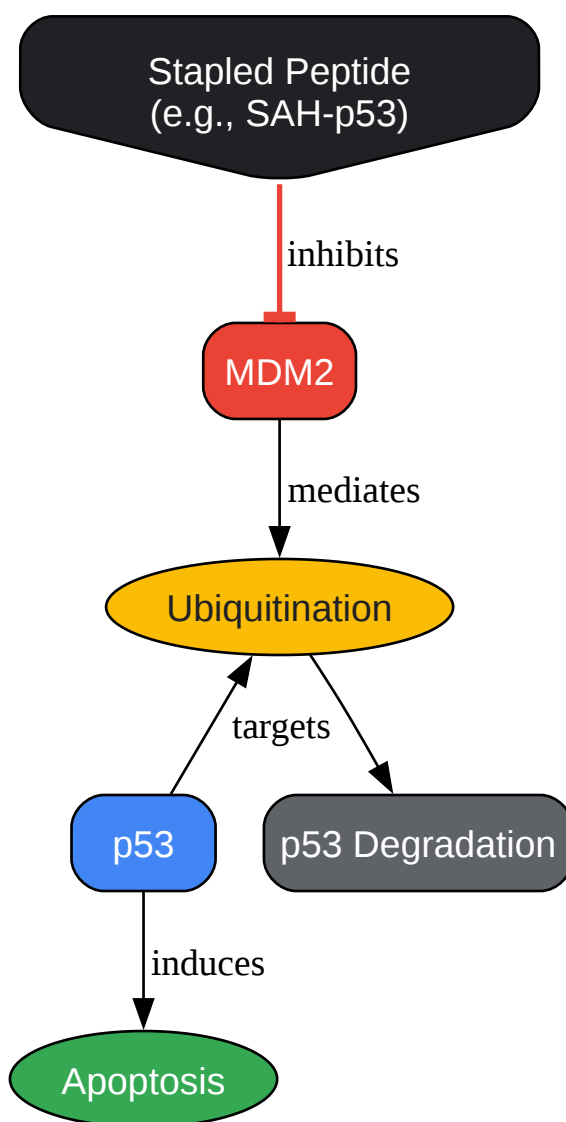 Stapled Peptide
(e.g., SAH-p53)
inhibits
MDM2
mediates
Ubiquitination
targets
p53
p53 Degradation
induces
Apoptosis